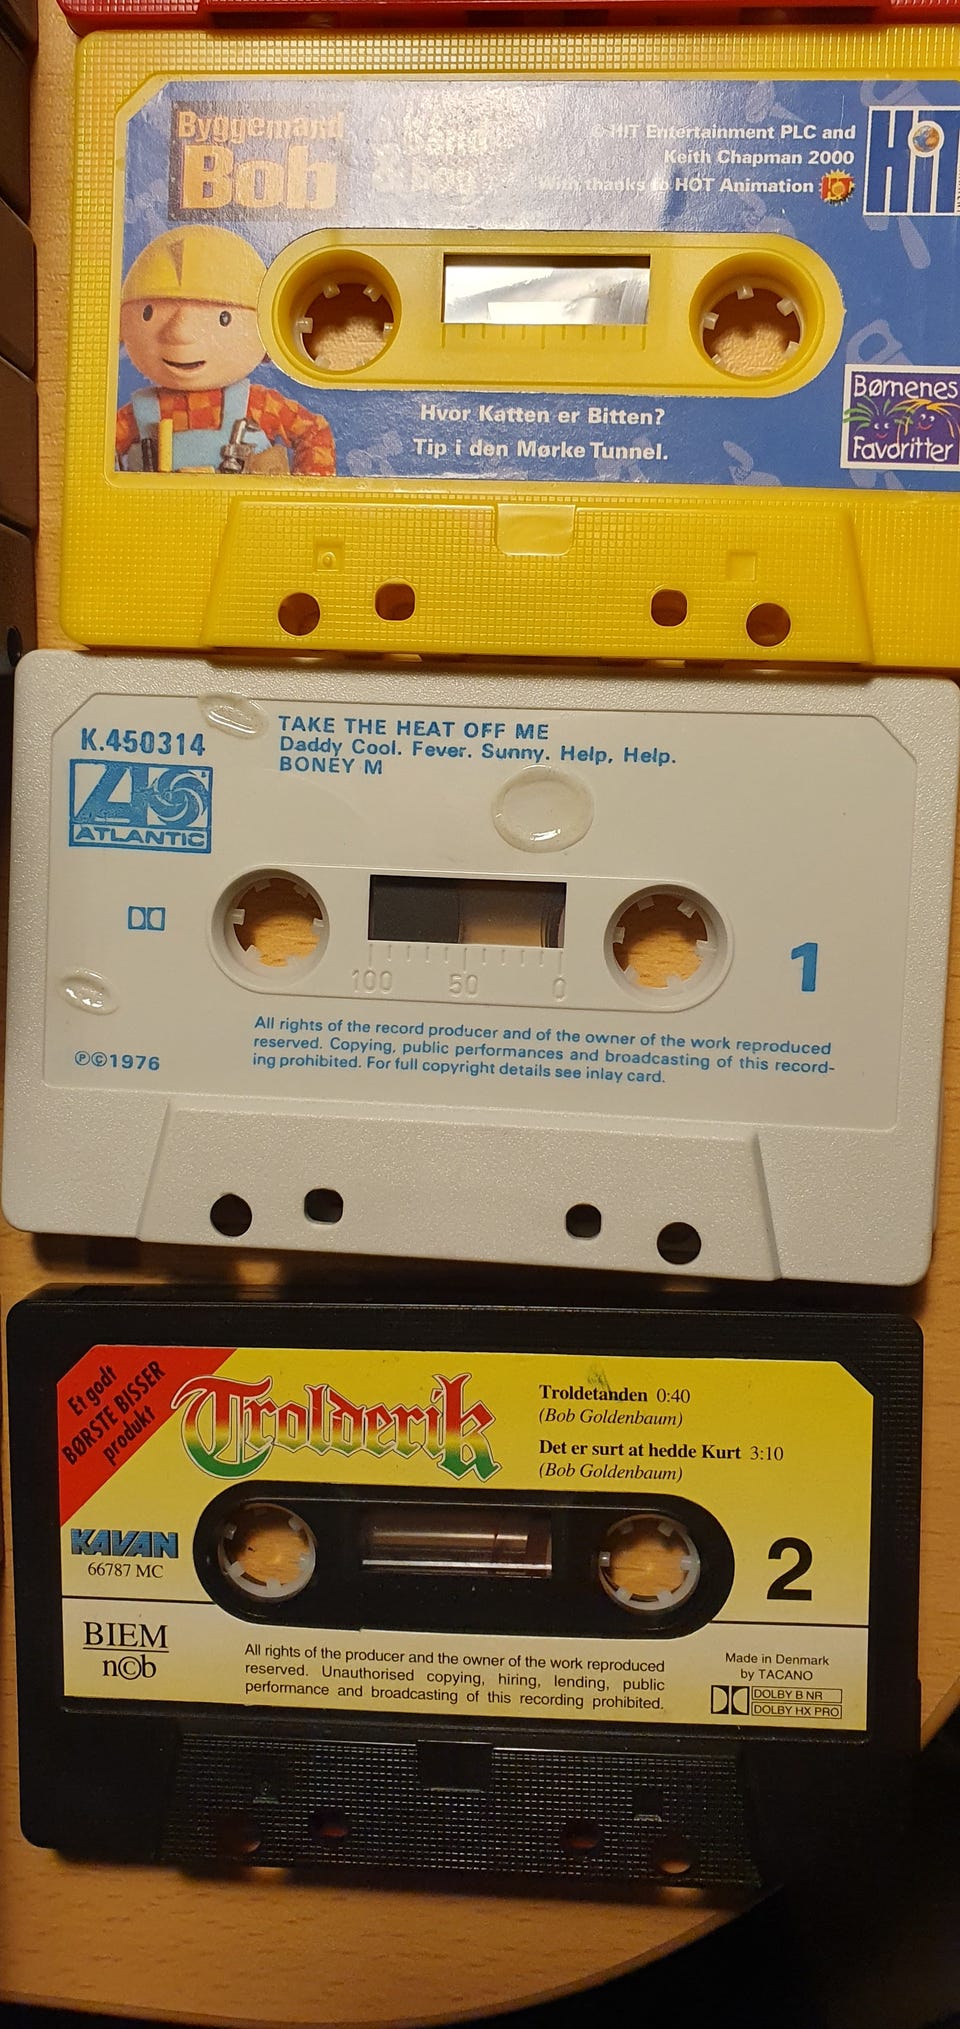 Byggemand
Bob
© HIT Entertainment PLC and
Keith Chapman 2000
With thanks to HOT Animation
HOT
Hit
Hvor Katten er Bitten?
Tip i den Mørke Tunnel.
Børnenes
Favoritter
K.450314
ATLANTIC
TAKE THE HEAT OFF ME
Daddy Cool. Fever. Sunny. Help, Help.
BONEY M
1
100 50 0
℗©1976
All rights of the record producer and of the owner of the work reproduced
reserved. Copying, public performances and broadcasting of this record-
ing prohibited. For full copyright details see inlay card.
Et godt
BØRSTE BISSER
produkt
Trolderik
Troldetanden 0:40
(Bob Goldenbaum)
Det er surt at hedde Kurt 3:10
(Bob Goldenbaum)
KAVAN
66787 MC
2
BIEM
n©b
All rights of the producer and the owner of the work reproduced
reserved. Unauthorised copying, hiring, lending, public
performance and broadcasting of this recording prohibited.
Made in Denmark
by TACANO
DOLBY B NR
DOLBY HX PRO